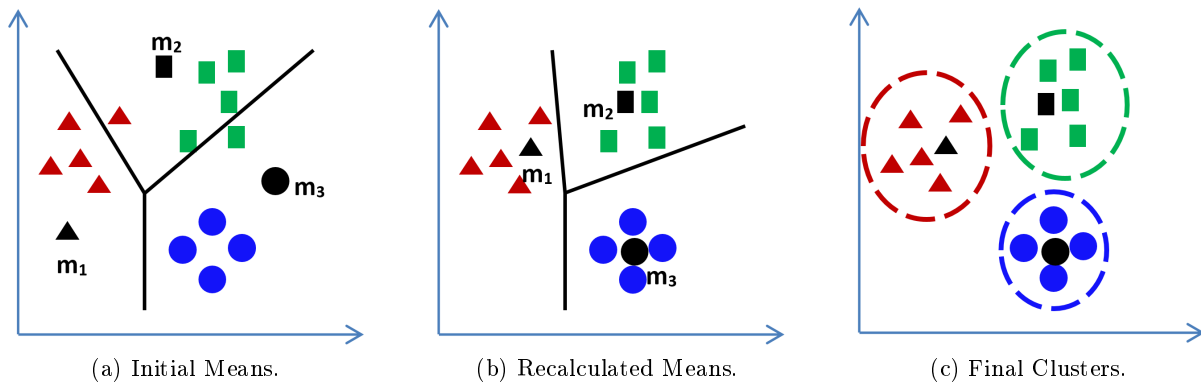 m₂
m₃
m₁
(a) Initial Means.
m₂
m₁
m₃
(b) Recalculated Means.
(c) Final Clusters.